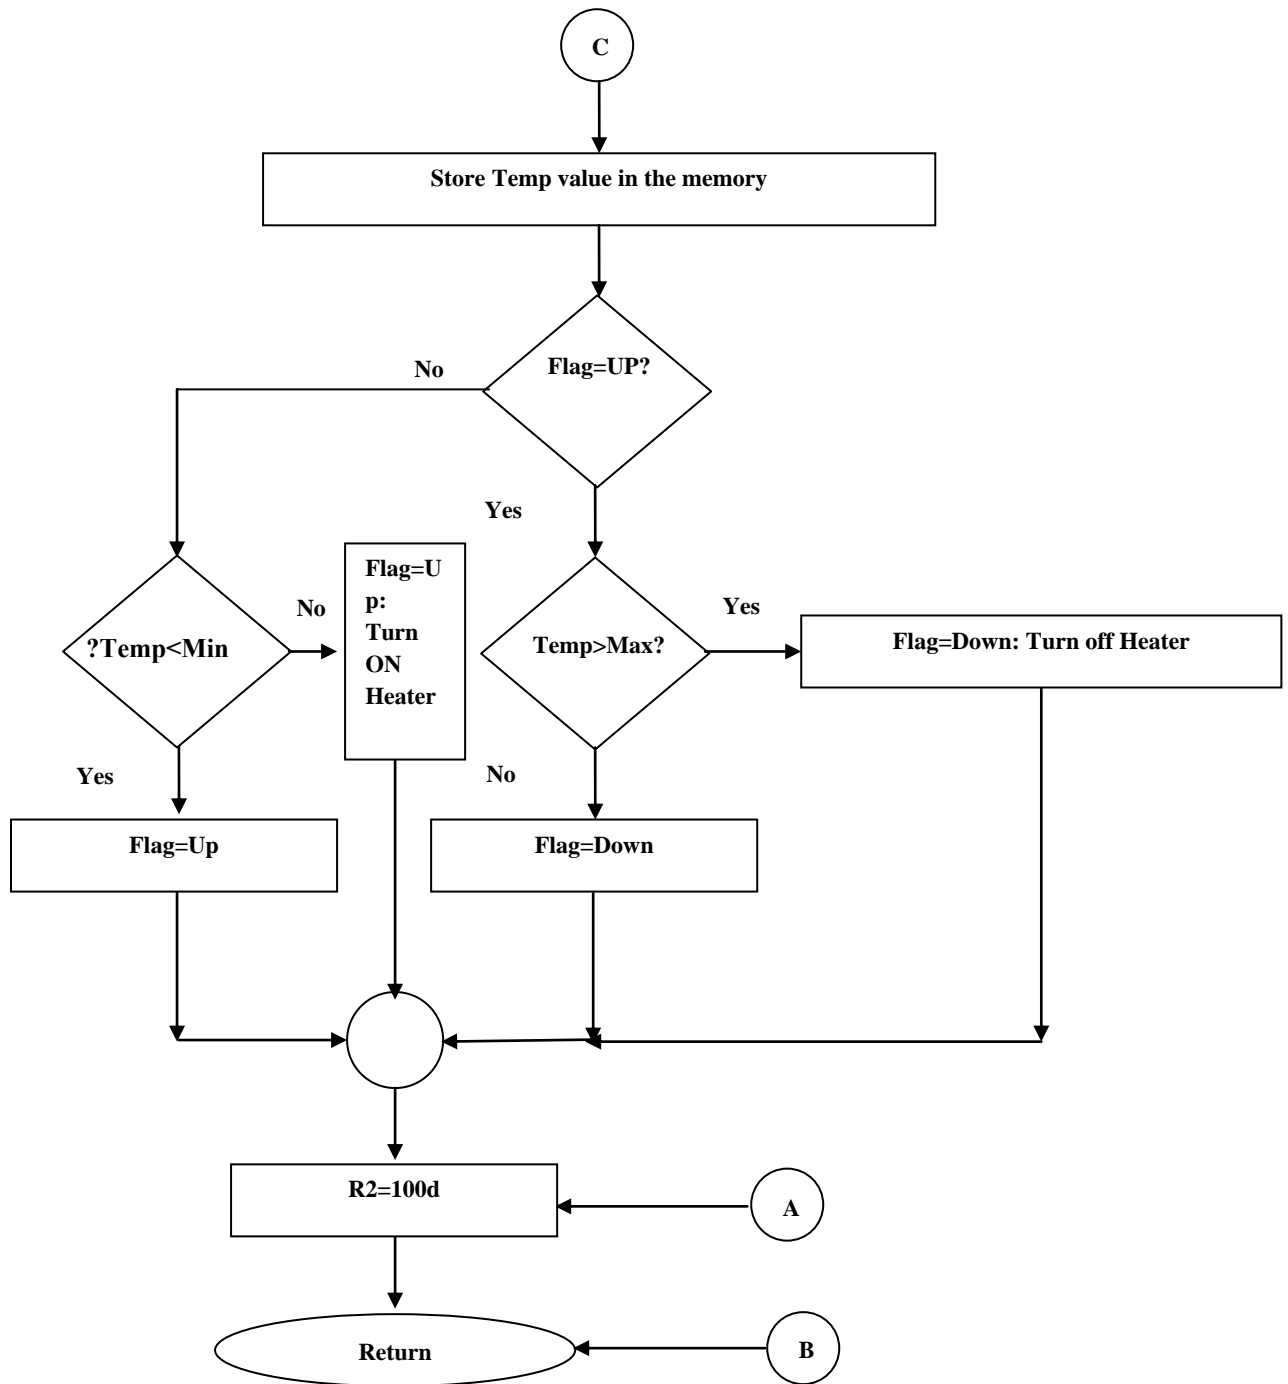 C
Store Temp value in the memory
Flag=UP?
No
Yes
Flag=U
p:
Turn
ON
Heater
No
Yes
?Temp<Min
Temp>Max?
Flag=Down: Turn off Heater
Yes
No
Flag=Up
Flag=Down
R2=100d
A
Return
B